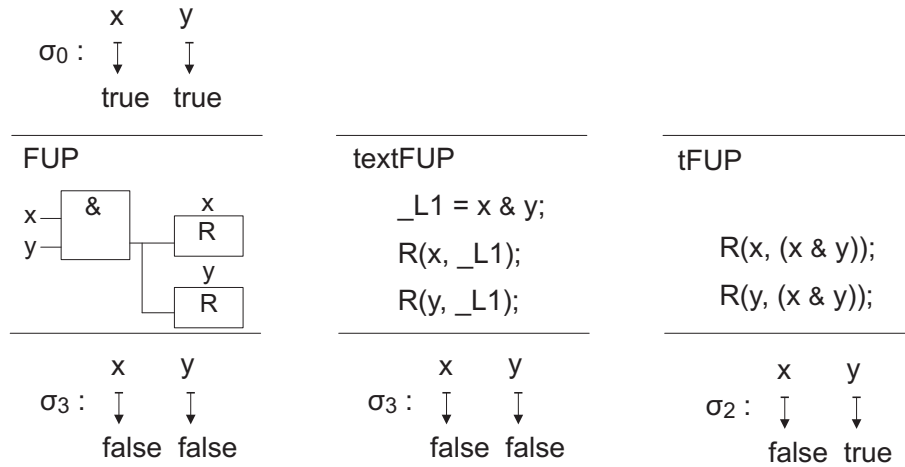 x y
σ0 :
true true
FUP textFUP tFUP
x
y
&
x
R
y
R
_L1 = x & y;
R(x, _L1);
R(y, _L1);
R(x, (x & y));
R(y, (x & y));
x y
σ3 :
false false
x y
σ3 :
false false
x y
σ2 :
false true